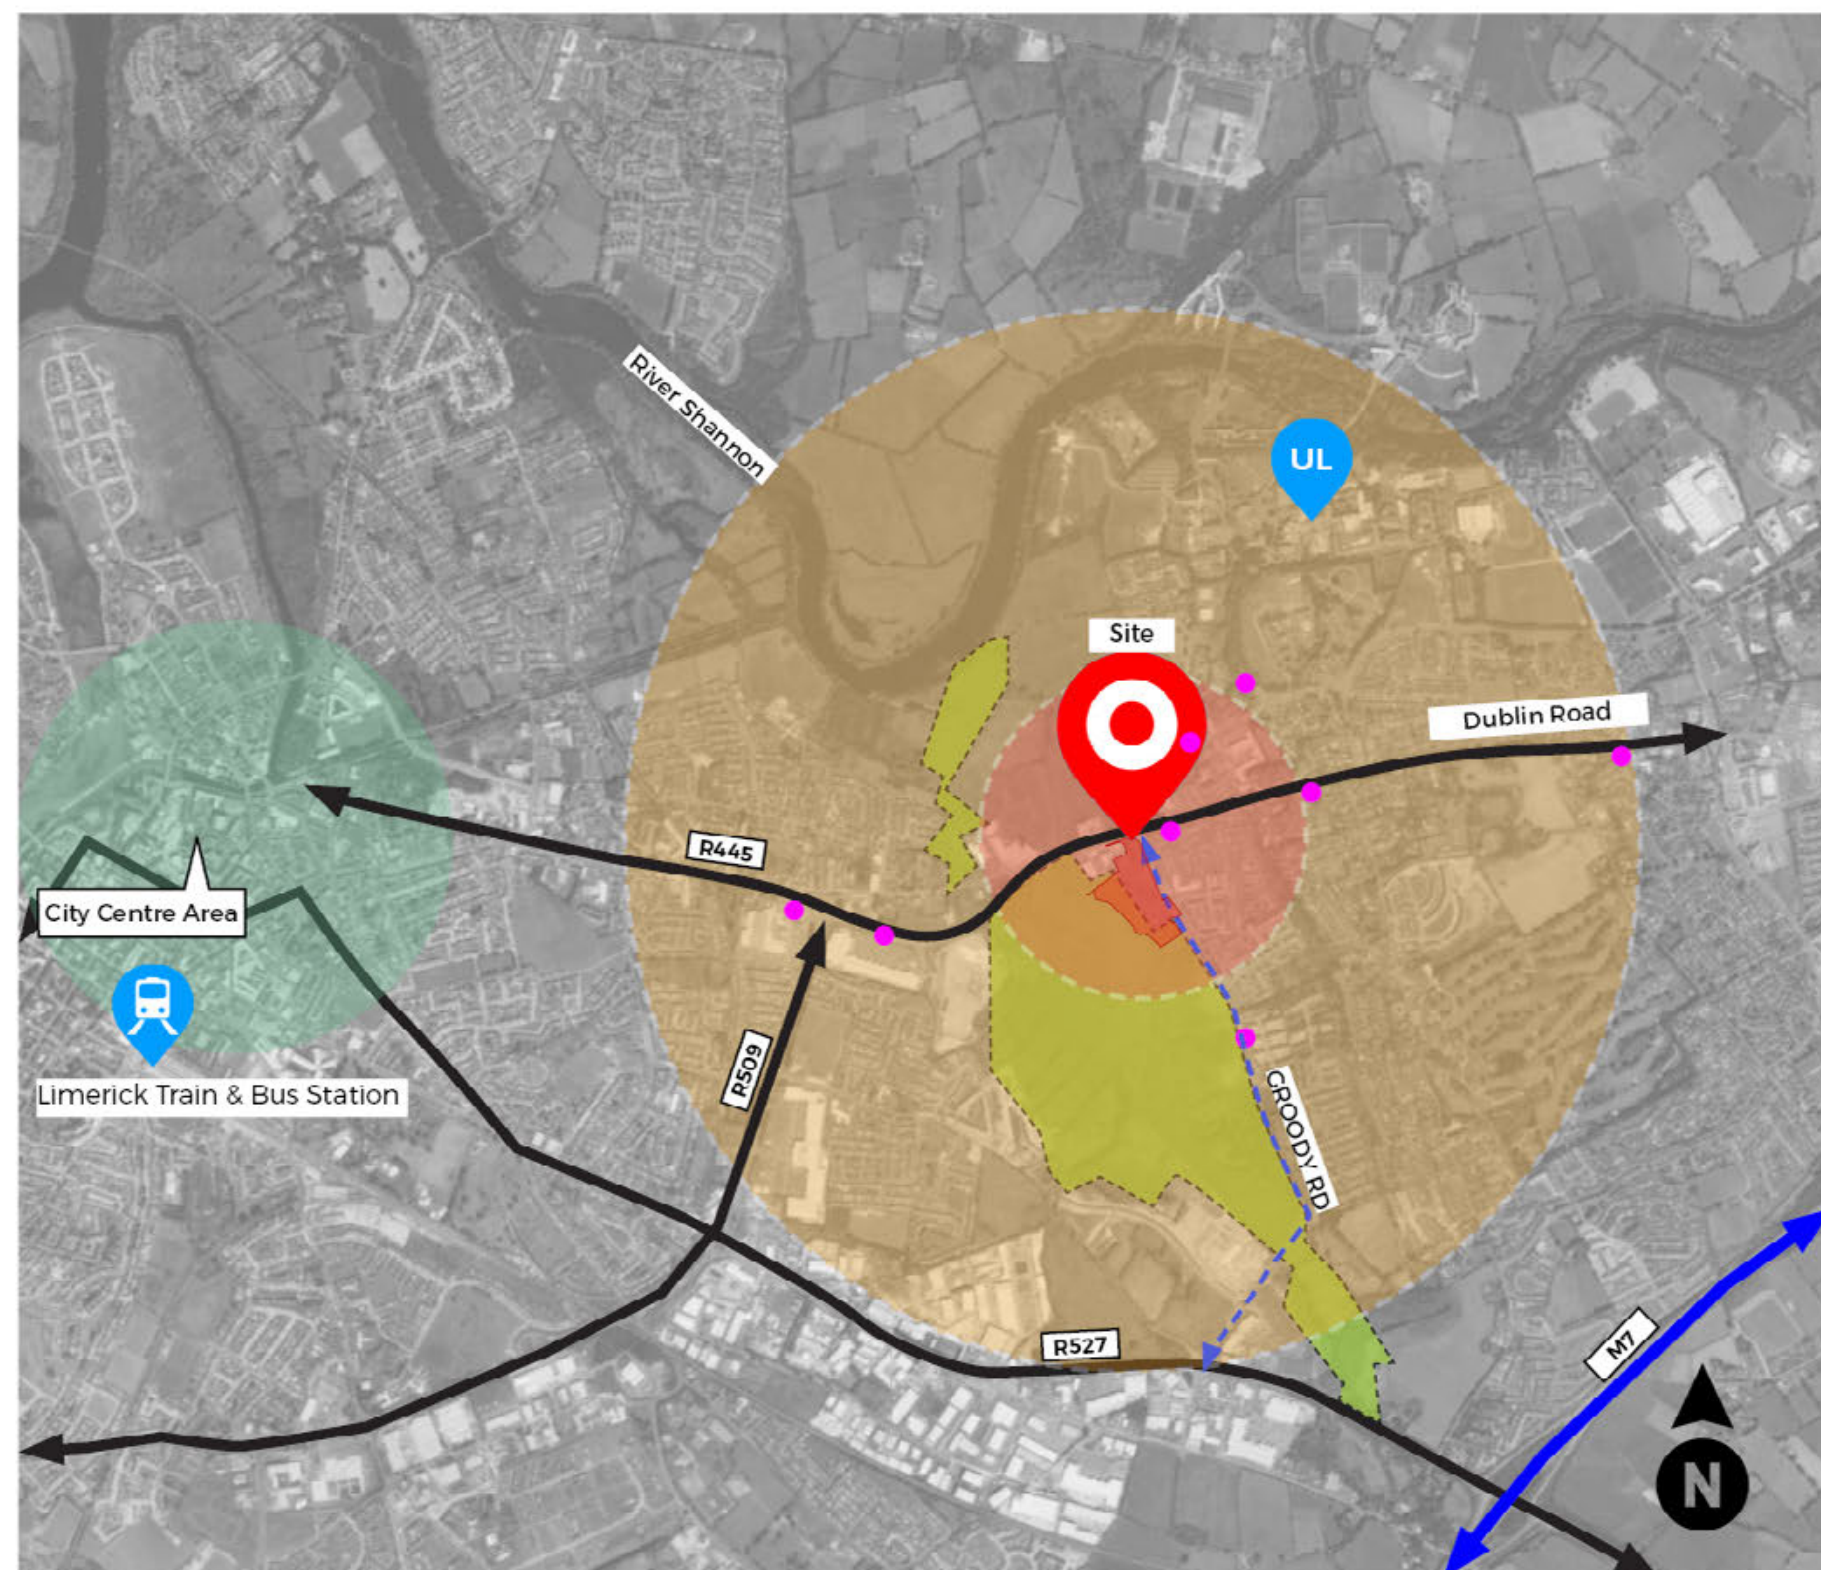 River Shannon
UL
Site
Dublin Road
R445
City Centre Area
R509
Limerick Train & Bus Station
GROODY RD
R527
M7
N